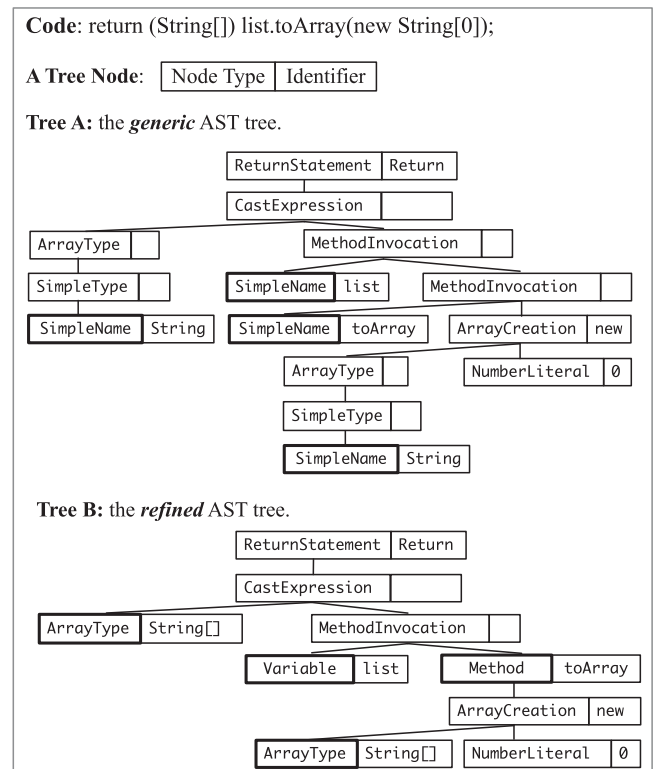 Code: return (String[]) list.toArray(new String[0]);
A Tree Node: Node Type Identifier
Tree A: the generic AST tree.
ReturnStatement Return
CastExpression
ArrayType MethodInvocation
SimpleType SimpleName list MethodInvocation
SimpleName String SimpleName toArray ArrayCreation new
ArrayType NumberLiteral 0
SimpleType
SimpleName String
Tree B: the refined AST tree.
ReturnStatement Return
CastExpression
ArrayType String[] MethodInvocation
Variable list Method toArray
ArrayCreation new
ArrayType String[] NumberLiteral 0